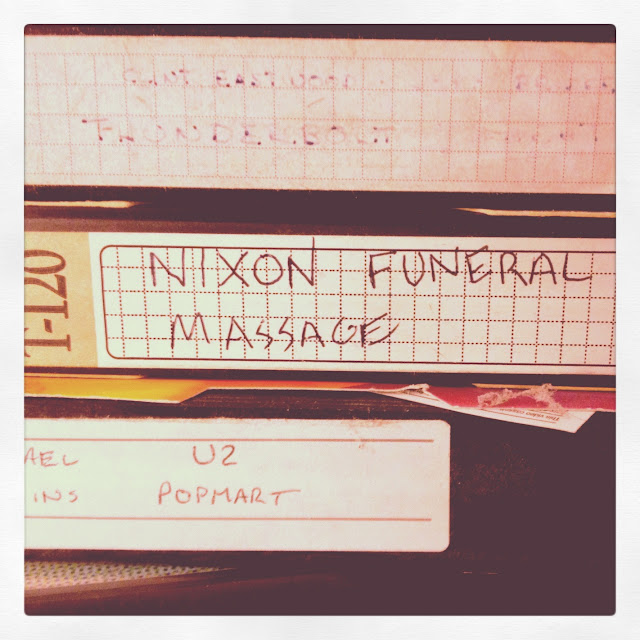 CLINT EASTWOOD
THUNDERBOLT
T-120
NIXON FUNERAL
MASSAGE
AEL U2
INS POPMART